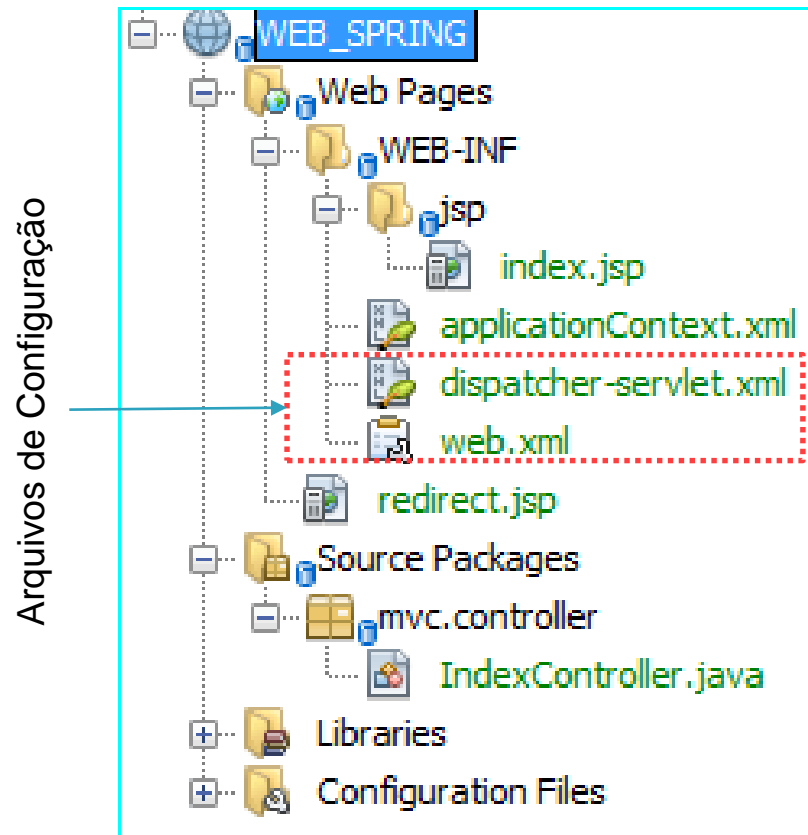 Arquivos de Configuração
WEB_SPRING
Web Pages
WEB-INF
jsp
index.jsp
applicationContext.xml
dispatcher-servlet.xml
web.xml
redirect.jsp
Source Packages
mvc.controller
IndexController.java
Libraries
Configuration Files